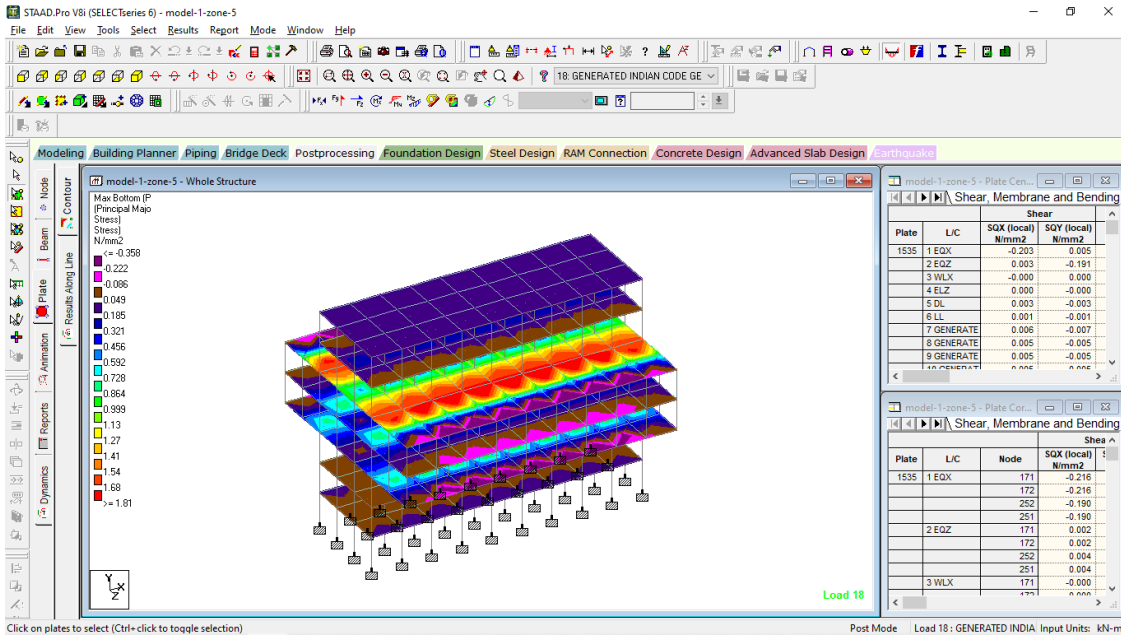 STAAD.Pro V8i (SELECTseries 6) - model-1-zone-5
File Edit View Tools Select Results Report Mode Window Help
18: GENERATED INDIAN CODE GE
Modeling Building Planner Piping Bridge Deck Postprocessing Foundation Design Steel Design RAM Connection Concrete Design Advanced Slab Design Earthquake
Node
Beam
Plate
Animation
Reports
Dynamics
Contour
Results Along Line
model-1-zone-5 - Whole Structure
Max Bottom (P
(Principal Majo
Stress)
Stress)
N/mm2
<= -0.358
-0.222
-0.086
0.049
0.185
0.321
0.456
0.592
0.728
0.864
0.999
1.13
1.27
1.41
1.54
1.68
>= 1.81
Y
X
Z
Load 18
model-1-zone-5 - Plate Cen...
Shear, Membrane and Bending
Shear
Plate L/C SQX (local) N/mm2 SQY (local) N/mm2
1535 1 EQX -0.203 0.005
2 EQZ 0.003 -0.191
3 WLX -0.000 0.000
4 ELZ 0.000 -0.000
5 DL 0.003 -0.003
6 LL 0.001 -0.001
7 GENERATE 0.006 -0.007
8 GENERATE 0.005 -0.005
9 GENERATE 0.005 -0.005
model-1-zone-5 - Plate Cor...
Shear, Membrane and Bending
Shea
Plate L/C Node SQX (local) N/mm2
1535 1 EQX 171 -0.216
172 -0.216
252 -0.190
251 -0.190
2 EQZ 171 0.002
172 0.002
252 0.004
251 0.004
3 WLX 171 -0.000
Click on plates to select (Ctrl+click to toggle selection)
Post Mode Load 18 : GENERATED INDIA Input Units: kN-m